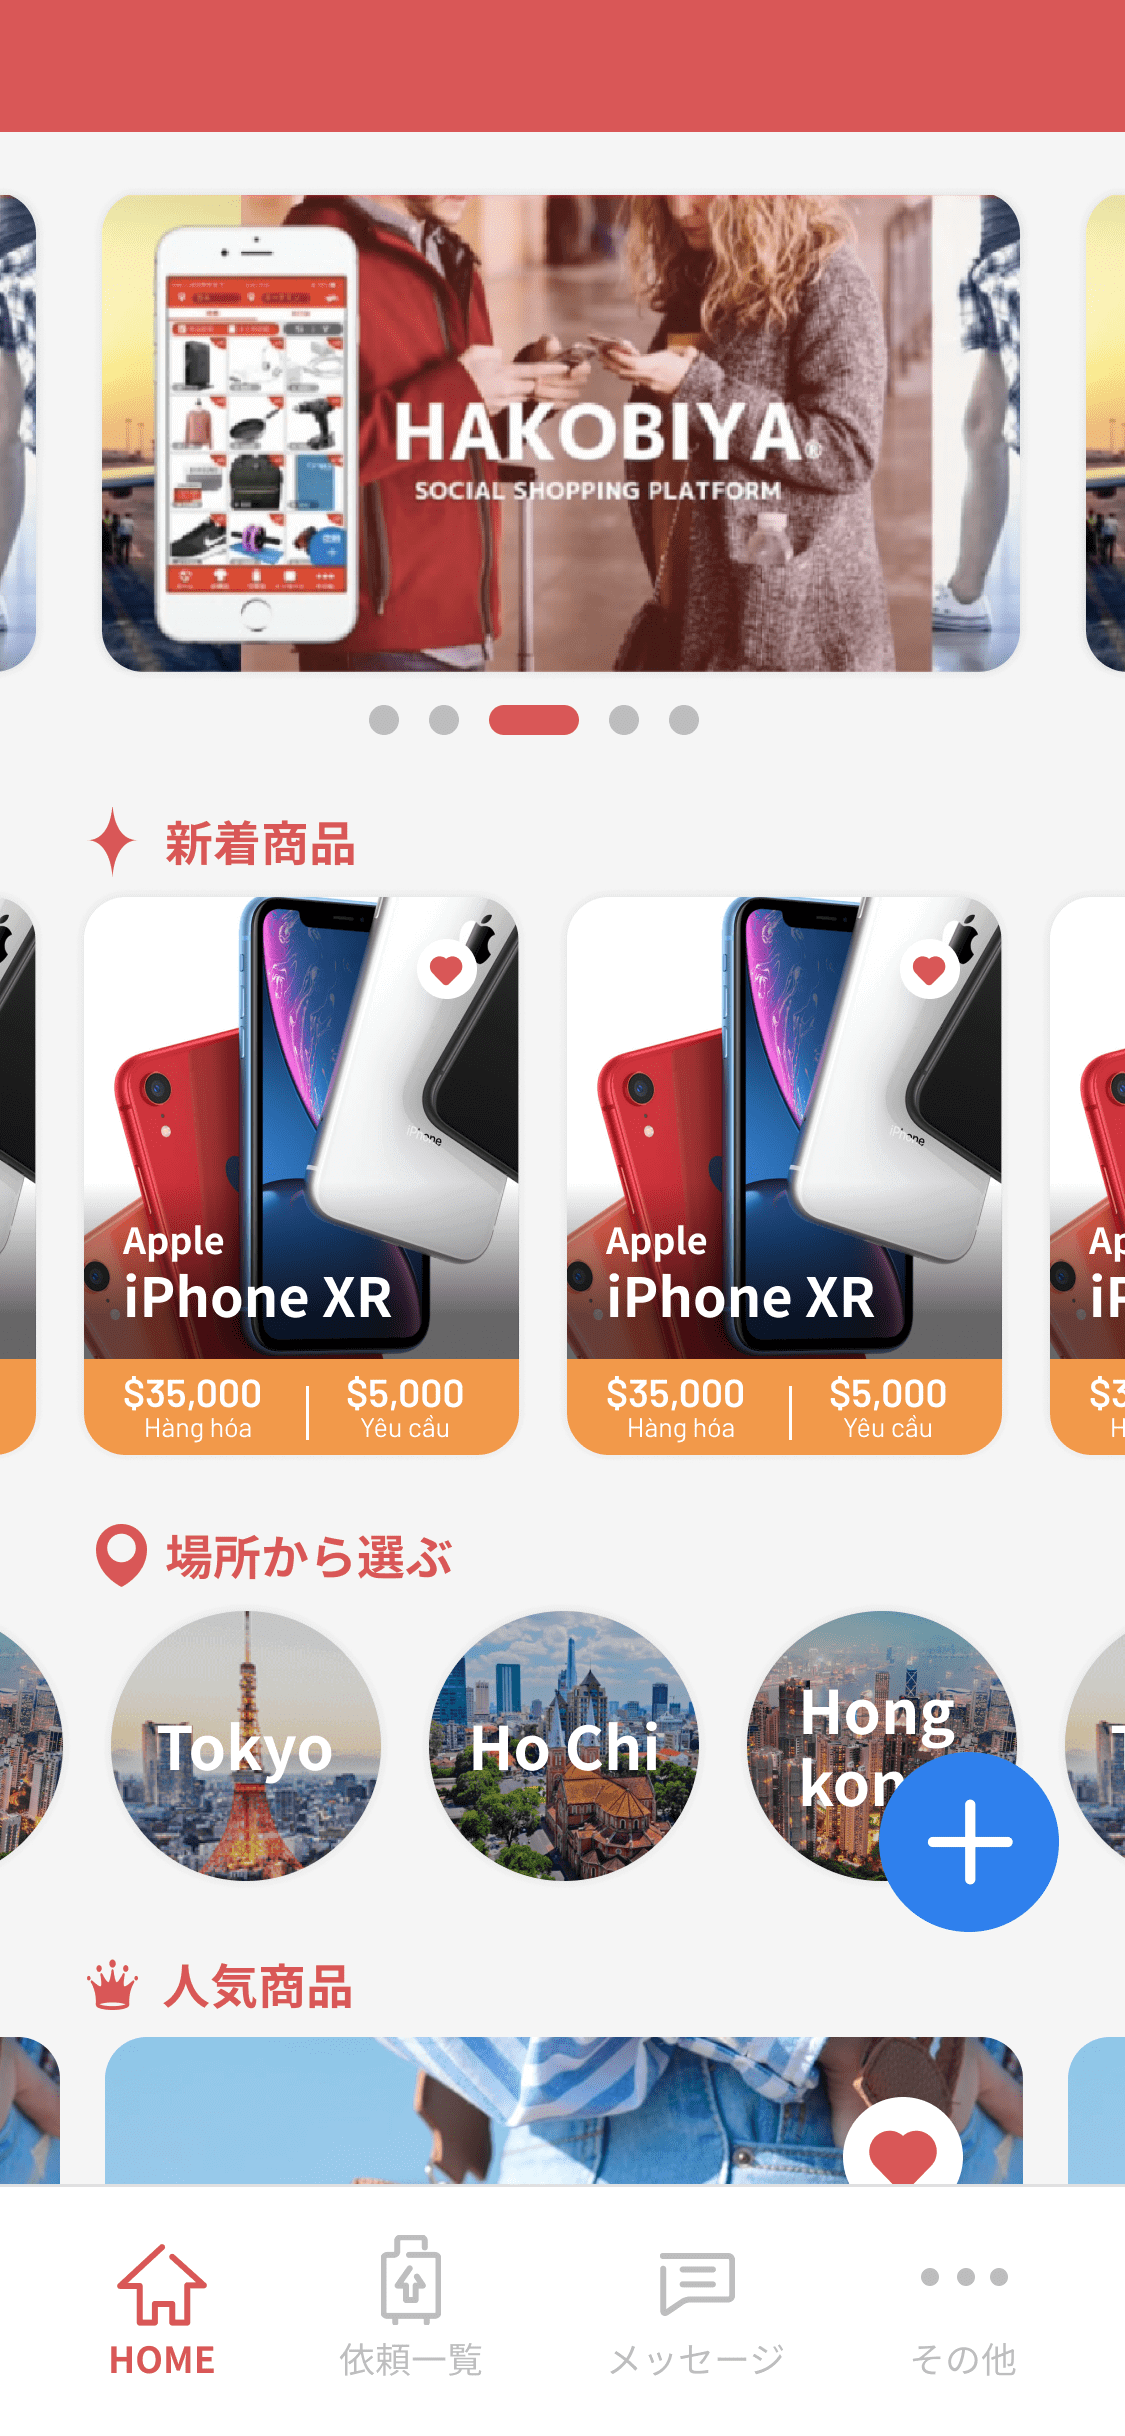 HAKOBIYA®
SOCIAL SHOPPING PLATFORM
新着商品
Apple
iPhone XR
$35,000
Hàng hóa
$5,000
Yêu cầu
iPhone
Apple
iPhone XR
$35,000
Hàng hóa
$5,000
Yêu cầu
iPhone
場所から選ぶ
Tokyo
Ho Chi
Hong
人気商品
HOME
依頼一覧
メッセージ
その他